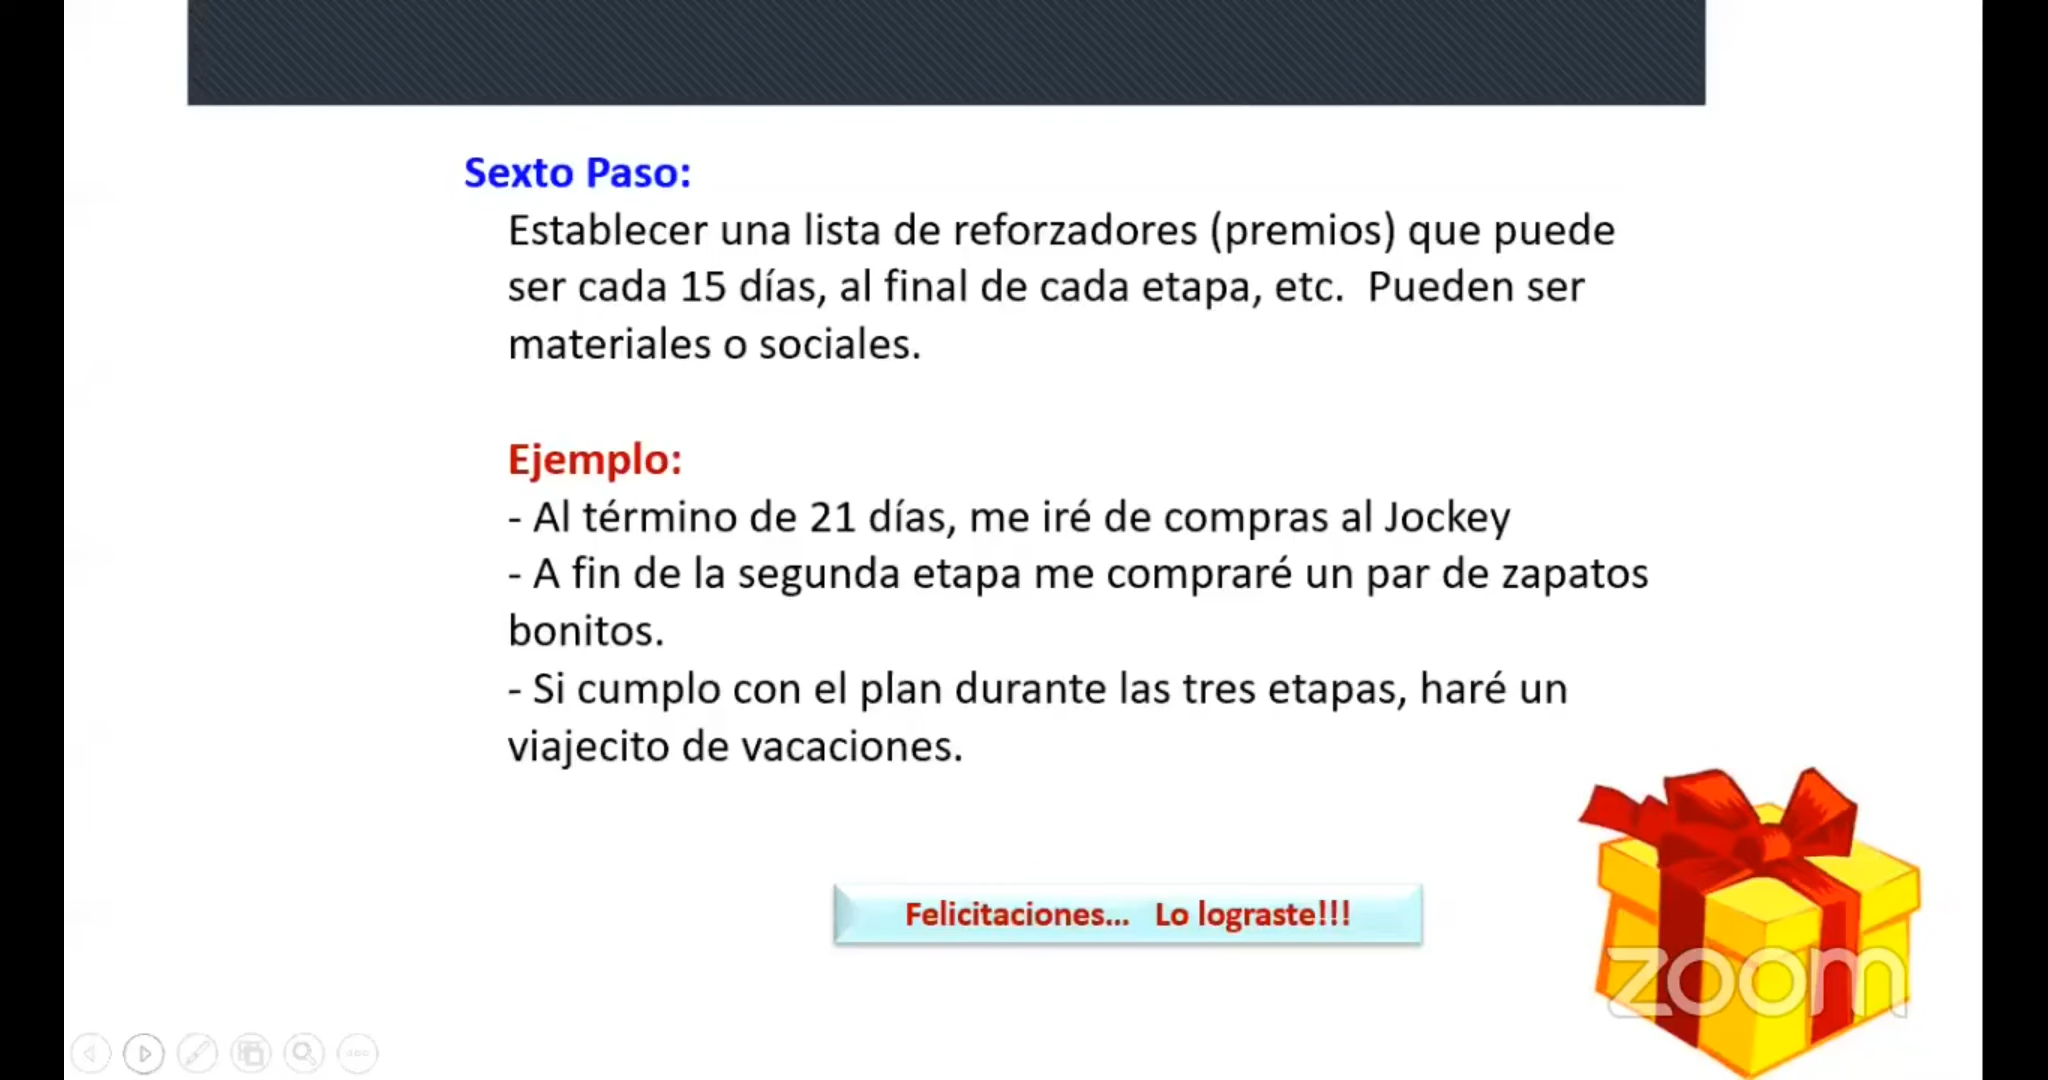 Sexto Paso:
Establecer una lista de reforzadores (premios) que puede
ser cada 15 días, al final de cada etapa, etc.  Pueden ser
materiales o sociales.
Ejemplo:
- Al término de 21 días, me iré de compras al Jockey
- A fin de la segunda etapa me compraré un par de zapatos
bonitos.
- Si cumplo con el plan durante las tres etapas, haré un
viajecito de vacaciones.
Felicitaciones...   Lo lograste!!!
zoom